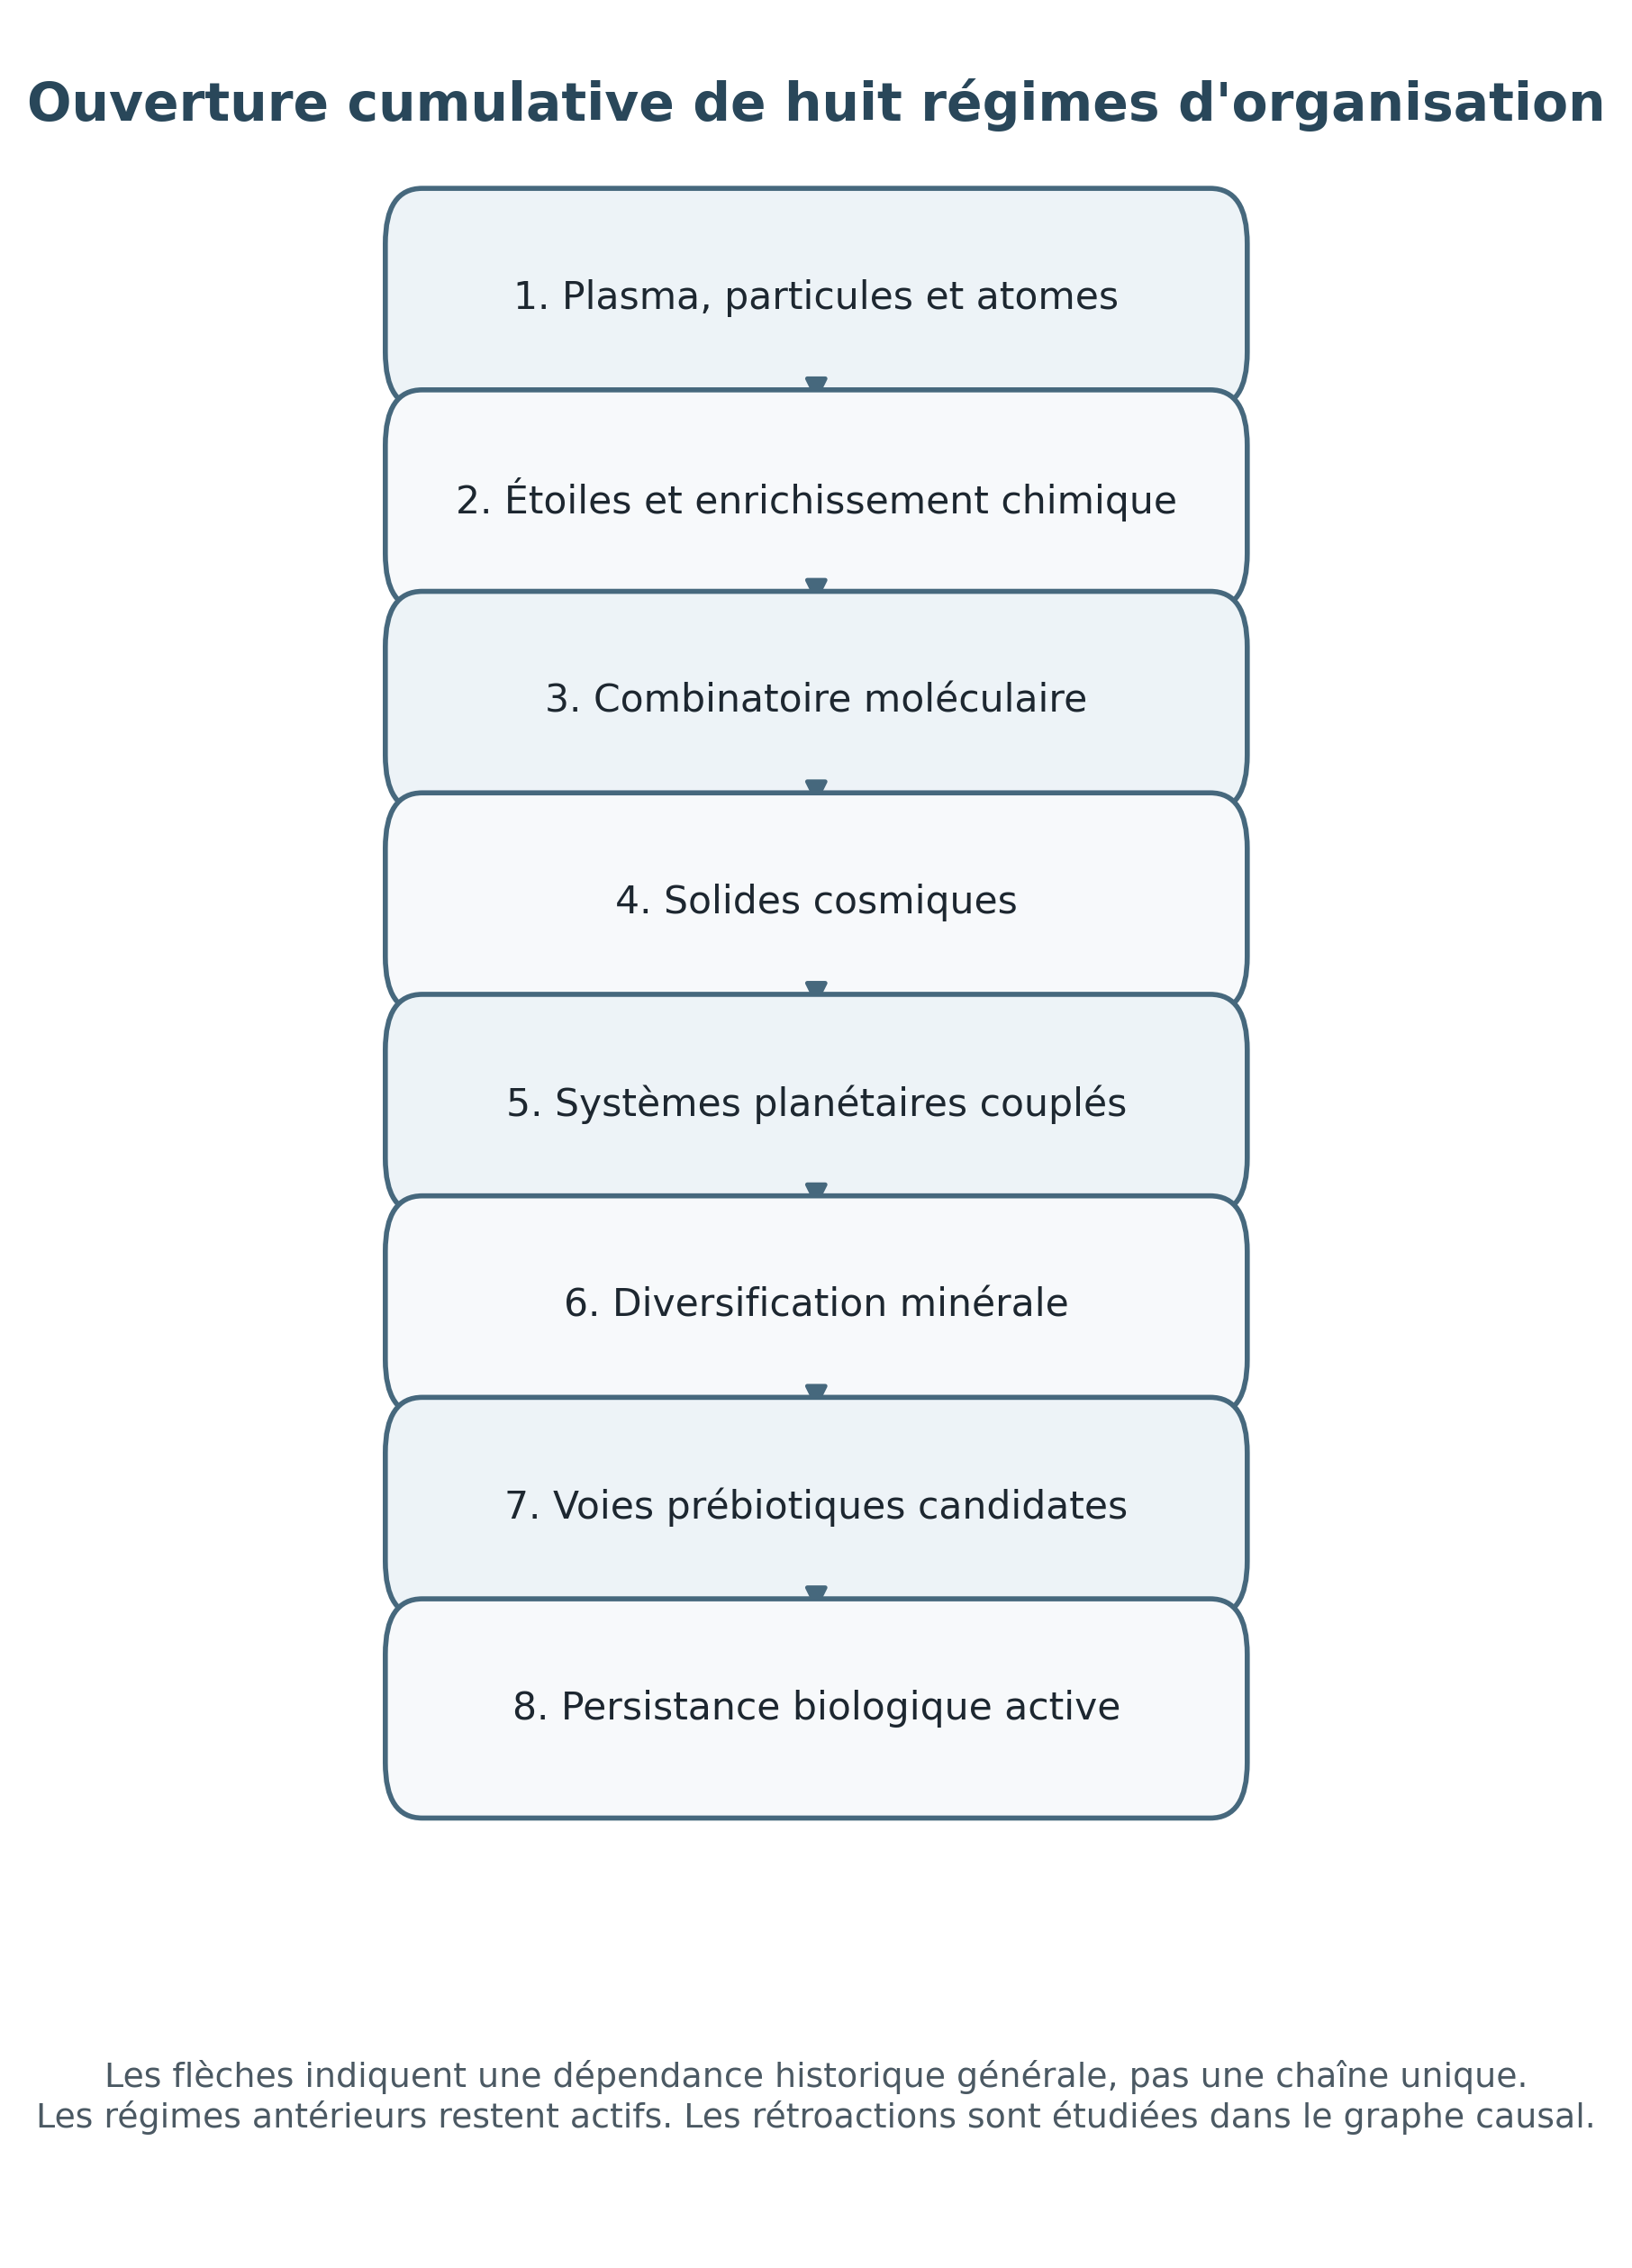 Ouverture cumulative de huit régimes d'organisation
1. Plasma, particules et atomes
2. Étoiles et enrichissement chimique
3. Combinatoire moléculaire
4. Solides cosmiques
5. Systèmes planétaires couplés
6. Diversification minérale
7. Voies prébiotiques candidates
8. Persistance biologique active
Les flèches indiquent une dépendance historique générale, pas une chaîne unique.
Les régimes antérieurs restent actifs. Les rétroactions sont étudiées dans le graphe causal.